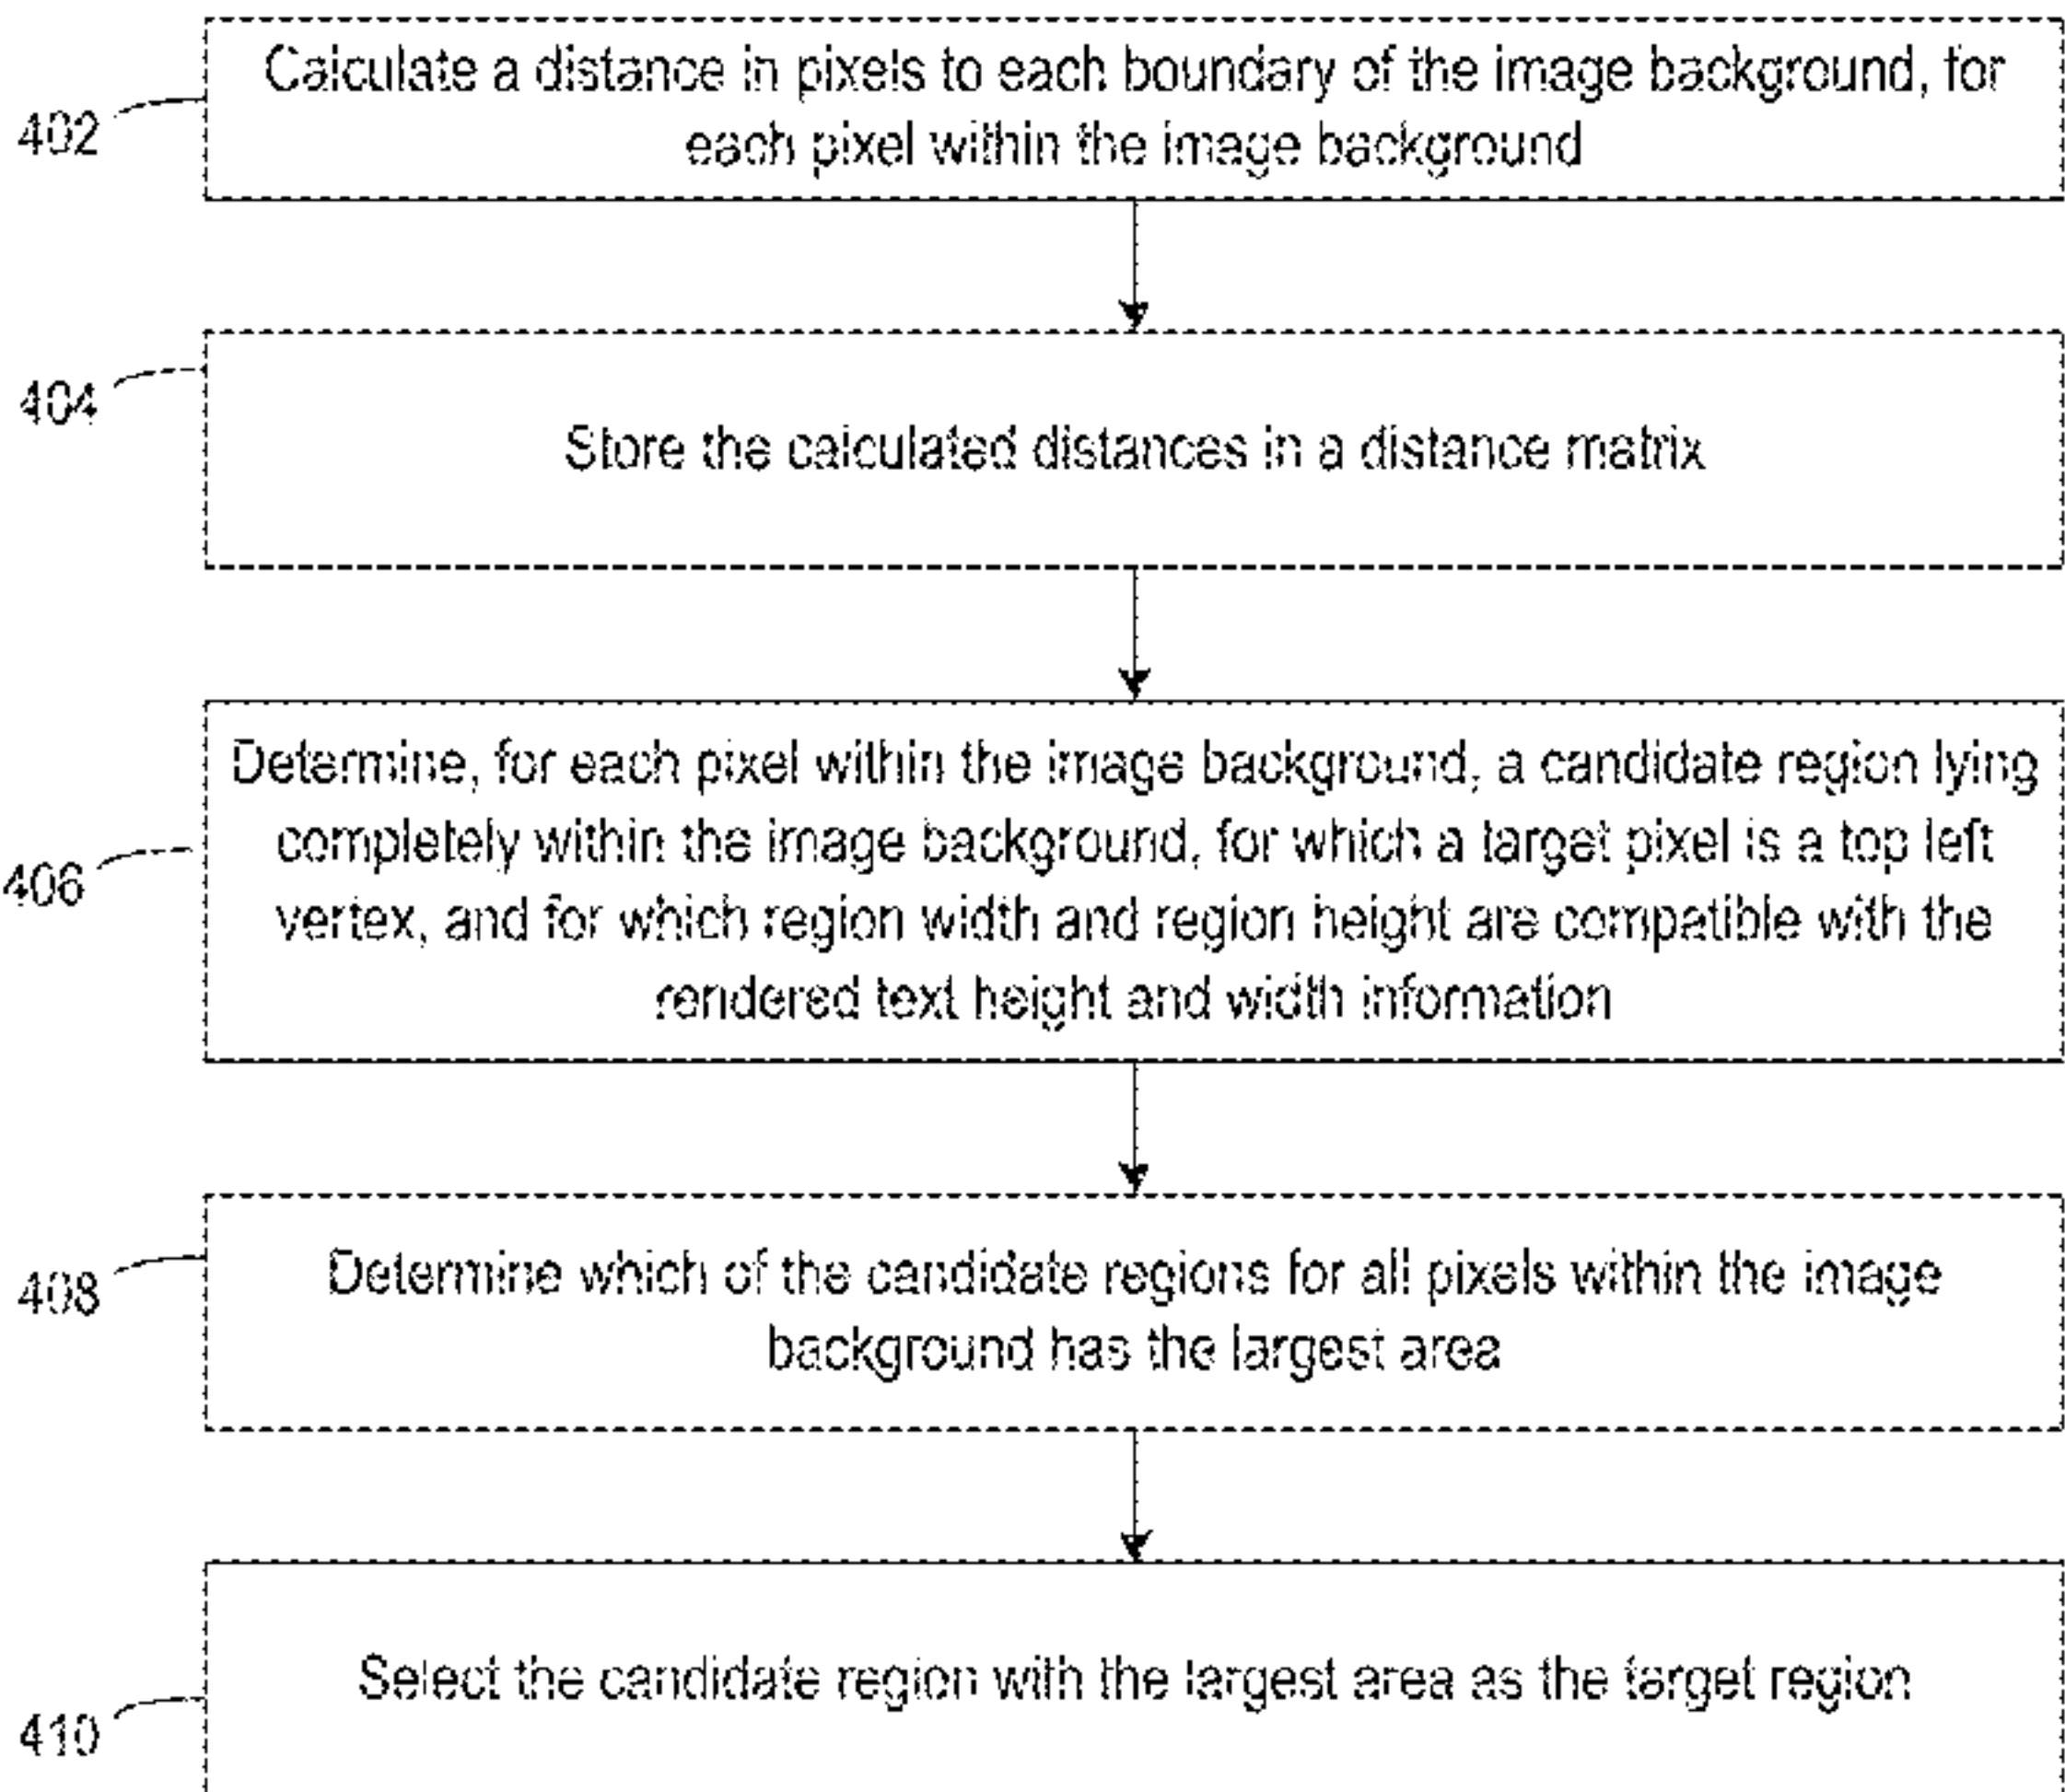 Calculate a distance in pixels to each boundary of the image background, for
each pixel within the image background
402
404
Store the calculated distances in a distance matrix
Determine, for each pixel within the image background, a candidate region lying
completely within the image background, for which a target pixel is a top left
vertex, and for which region width and region height are compatible with the
rendered text height and width information
406
Determine which of the candidate regions for all pixels within the image
background has the largest area
408
Select the candidate region with the largest area as the target region
410